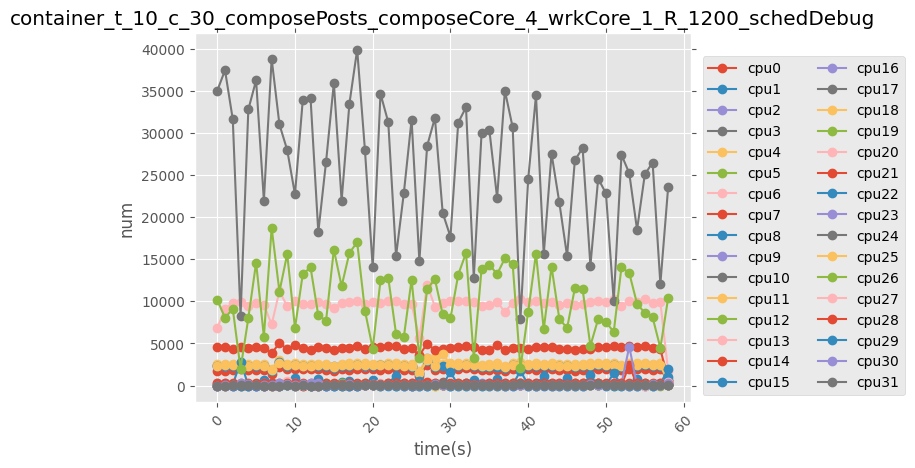 container_t_10_c_30_composePosts_composeCore_4_wrkCore_1_R_1200_schedDebug
40000
35000
30000
25000
20000
15000
10000
5000
0
num
0
10
20
30
40
50
60
time(s)
cpu0
cpu1
cpu2
cpu3
cpu4
cpu5
cpu6
cpu7
cpu8
cpu9
cpu10
cpu11
cpu12
cpu13
cpu14
cpu15
cpu16
cpu17
cpu18
cpu19
cpu20
cpu21
cpu22
cpu23
cpu24
cpu25
cpu26
cpu27
cpu28
cpu29
cpu30
cpu31